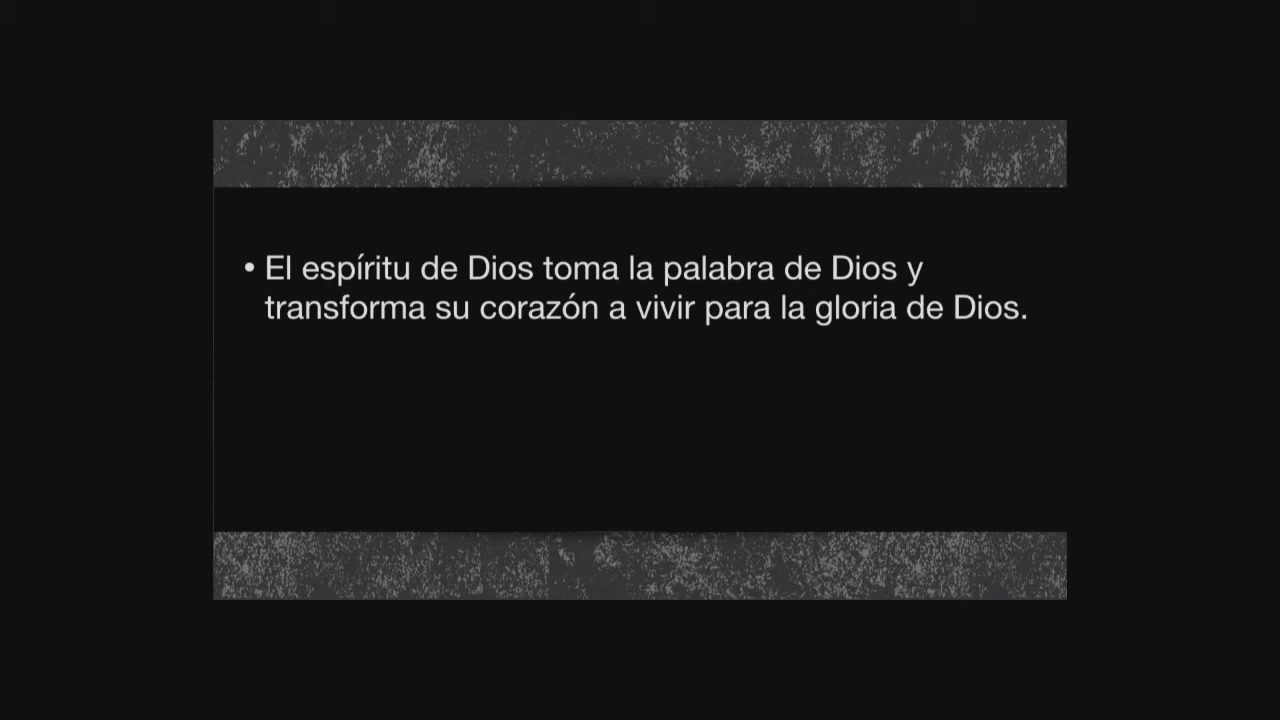 • El espíritu de Dios toma la palabra de Dios y
transforma su corazón a vivir para la gloria de Dios.